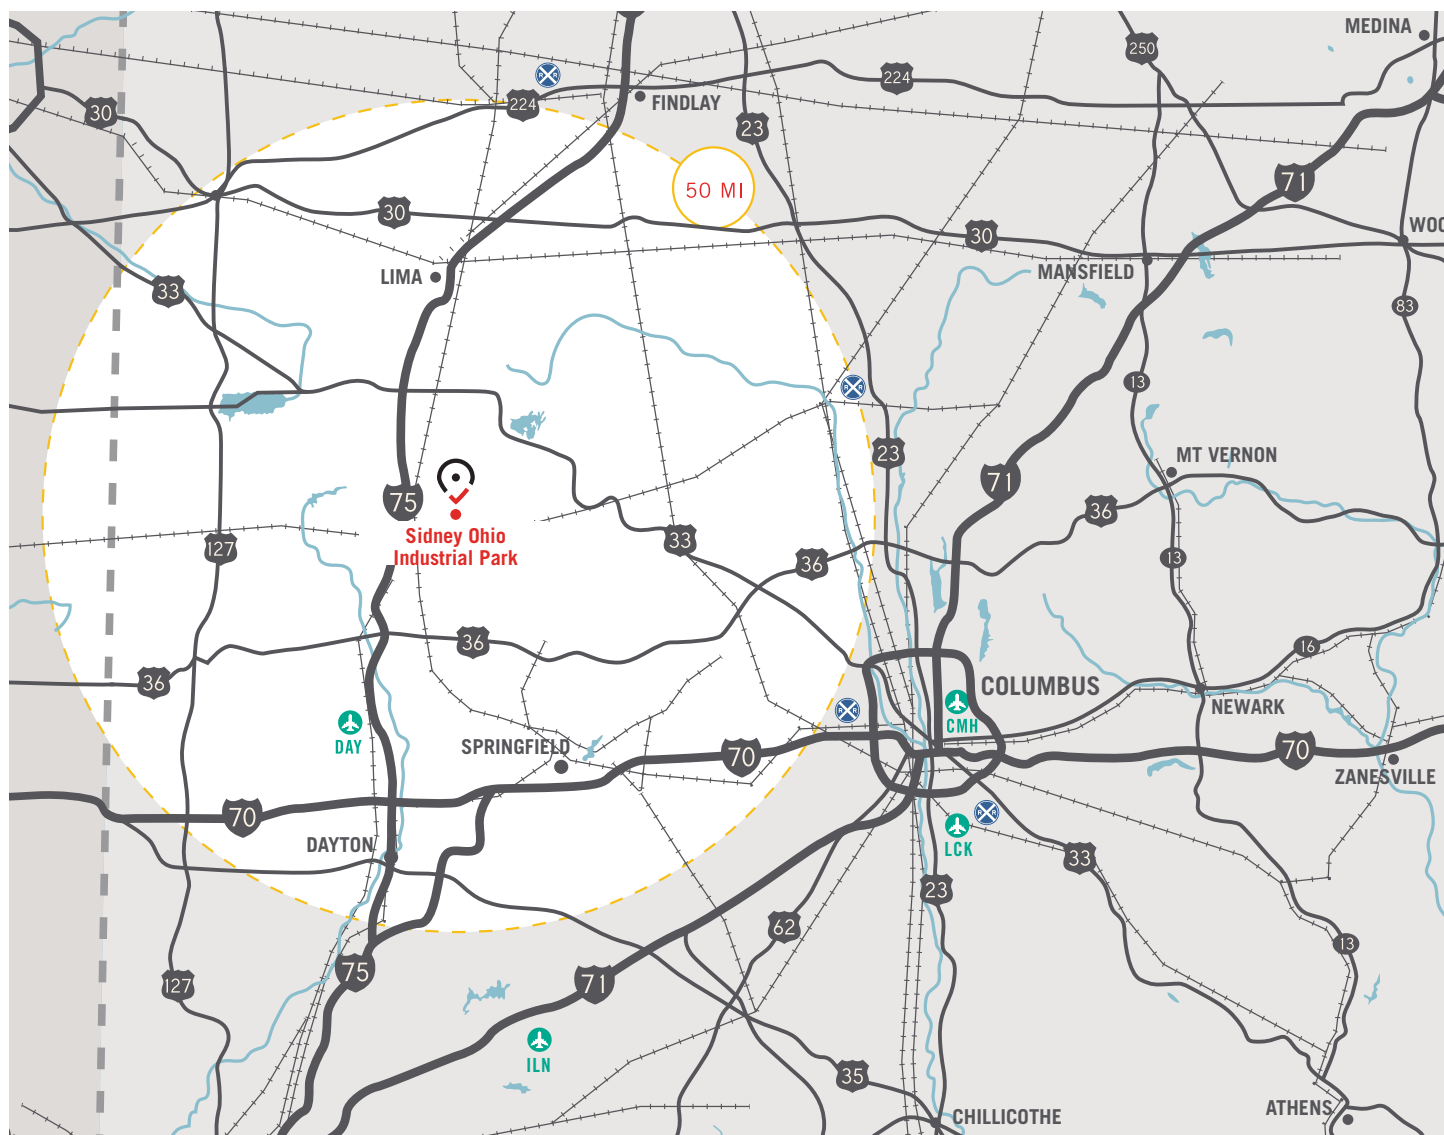 MEDINA
250
224
30
224
FINDLAY
23
71
50 MI
30
30
LIMA
MANSFIELD
33
83
13
23
MT VERNON
71
75
36
Sidney Ohio
Industrial Park
33
127
36
13
36
16
36
COLUMBUS
CMH
NEWARK
DAY
SPRINGFIELD
70
70
ZANESVILLE
70
DAYTON
LCK
33
23
62
13
75
71
127
ILN
35
ATHENS
CHILLICOTHE